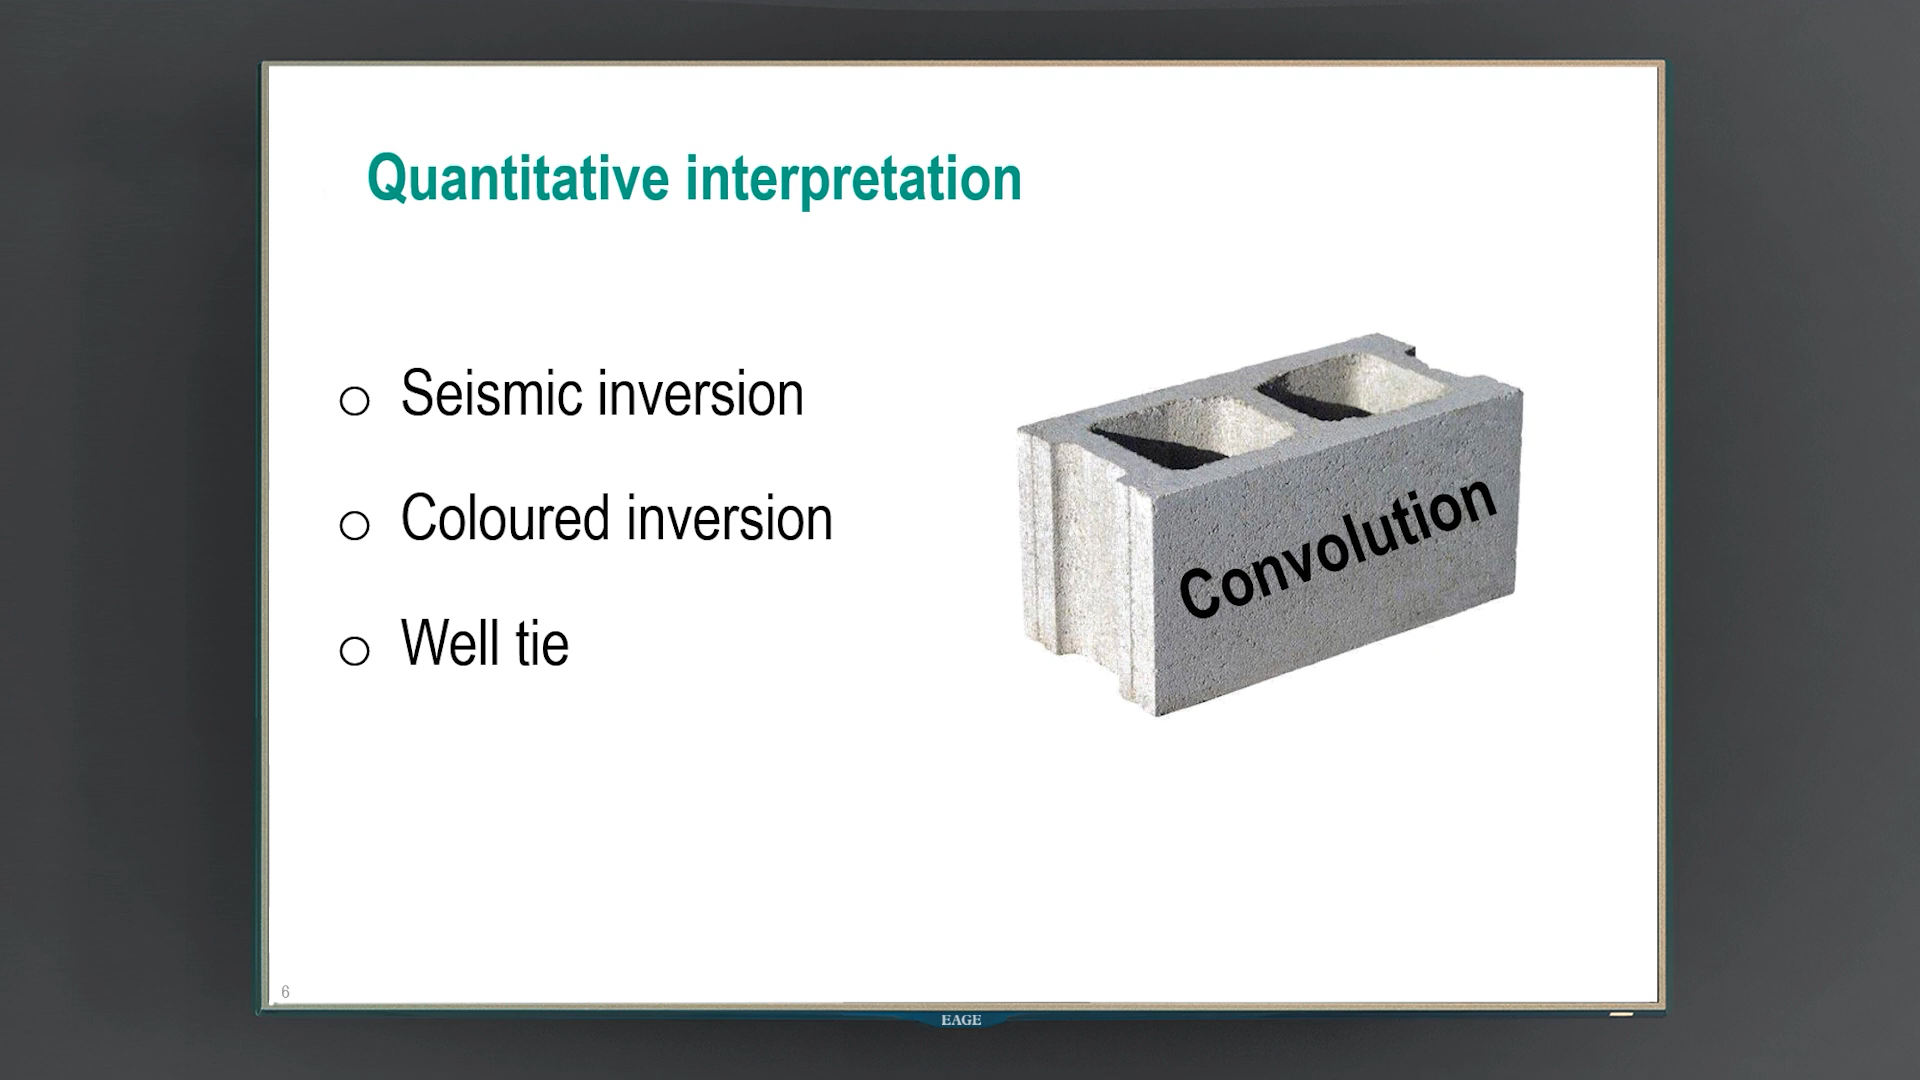 Quantitative interpretation
Seismic inversion
Coloured inversion
Well tie
Convolution
6
EAGE